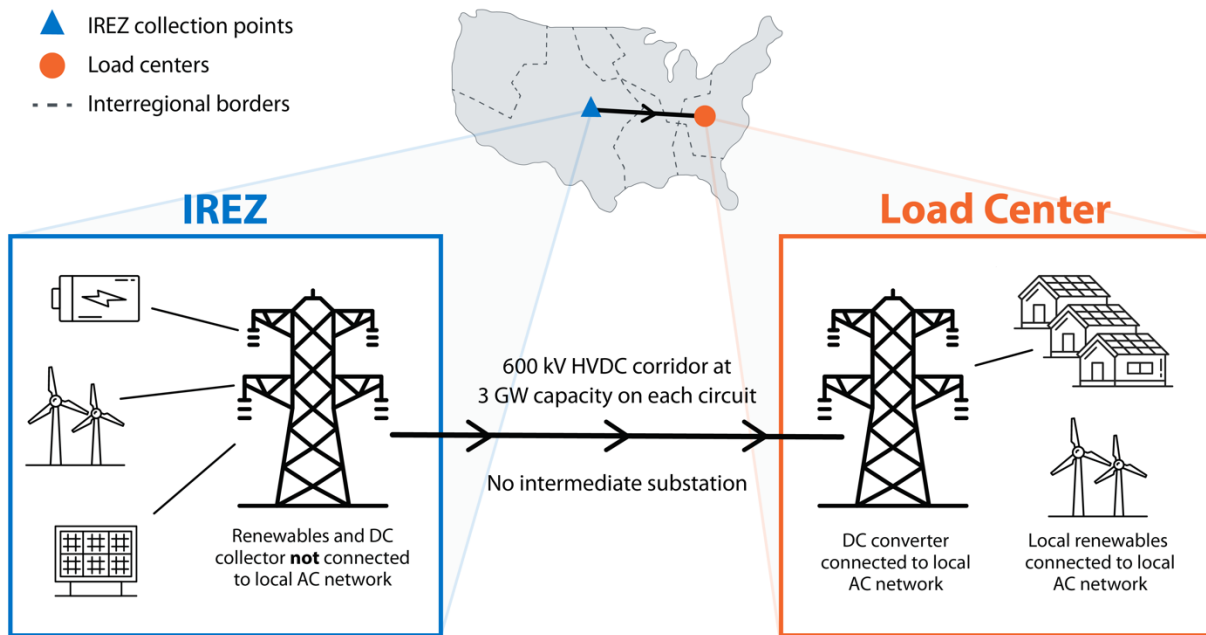 IREZ collection points
Load centers
Interregional borders
IREZ
Load Center
600 kV HVDC corridor at
3 GW capacity on each circuit
No intermediate substation
Renewables and DC
collector not connected
to local AC network
DC converter
connected to local
AC network
Local renewables
connected to local
AC network